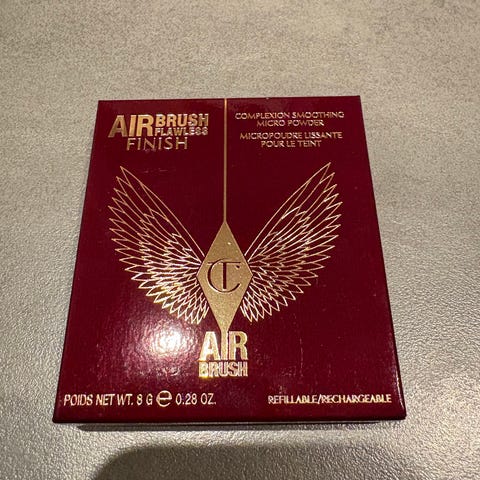 AIRBRUSH
FLAWLESS
FINISH
COMPLEXION SMOOTHING
MICRO POWDER
MICROPOUDRE LISSANTE
POUR LE TEINT
CT
AIR
BRUSH
POIDS NET WT. 8 G ℮ 0.28 OZ.
REFILLABLE/RECHARGEABLE